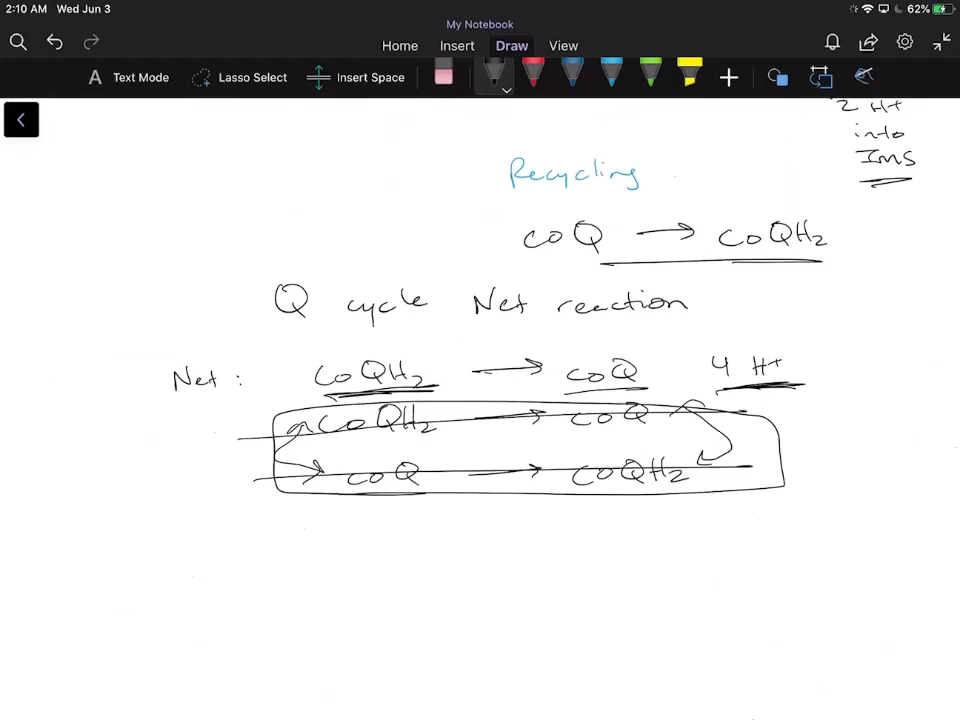 2:10 AM Wed Jun 3
62%
My Notebook
Home Insert Draw View
Text Mode Lasso Select Insert Space
2 H+
into
IMS
Recycling
CoQ → CoQH2
Q cycle Net reaction
Net: CoQH2 → CoQ 4 H+
CoQH2 → CoQ
CoQ → CoQH2